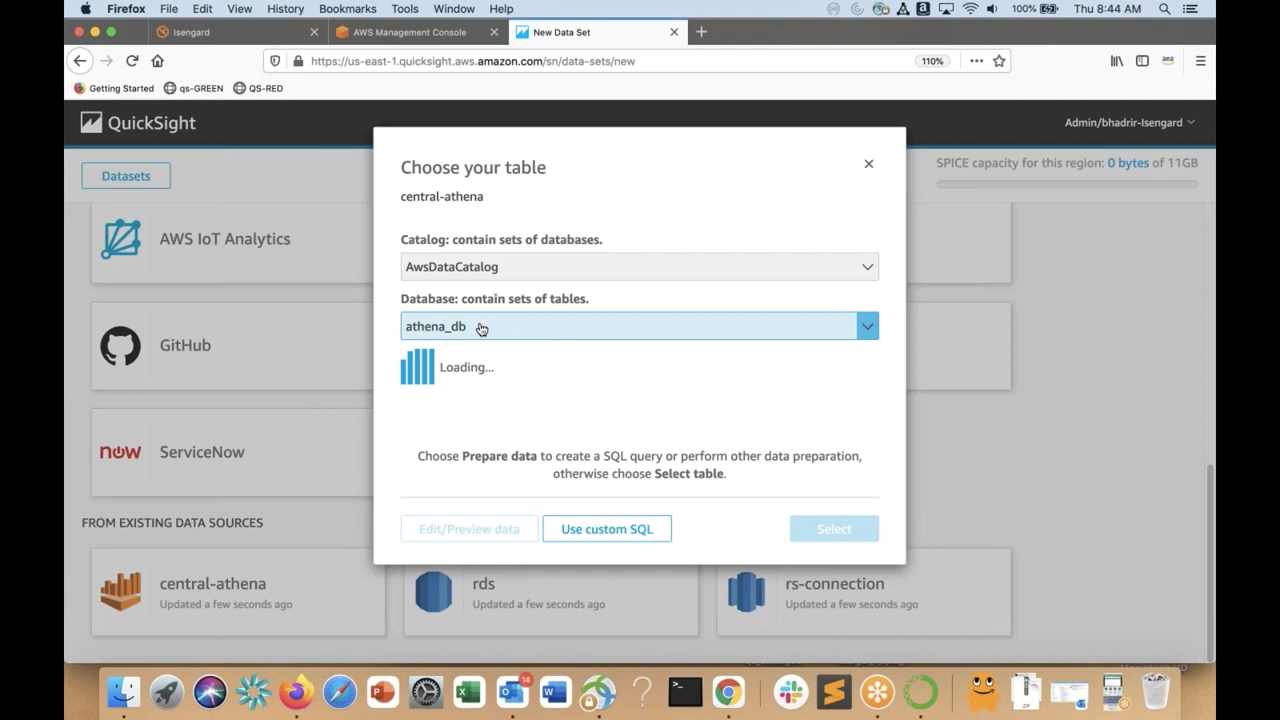 Firefox File Edit View History Bookmarks Tools Window Help 100% Thu 8:44 AM
Isengard AWS Management Console New Data Set
https://us-east-1.quicksight.aws.amazon.com/sn/data-sets/new 110%
Getting Started qs-GREEN QS-RED
QuickSight Admin/bhadrir-Isengard
Datasets SPICE capacity for this region: 0 bytes of 11GB
Choose your table
central-athena
Catalog: contain sets of databases.
AwsDataCatalog
Database: contain sets of tables.
athena_db
Loading...
Choose Prepare data to create a SQL query or perform other data preparation,
otherwise choose Select table.
Edit/Preview data Use custom SQL Select
AWS IoT Analytics
GitHub
now ServiceNow
FROM EXISTING DATA SOURCES
central-athena
Updated a few seconds ago
rds
Updated a few seconds ago
rs-connection
Updated a few seconds ago
14
ZIP